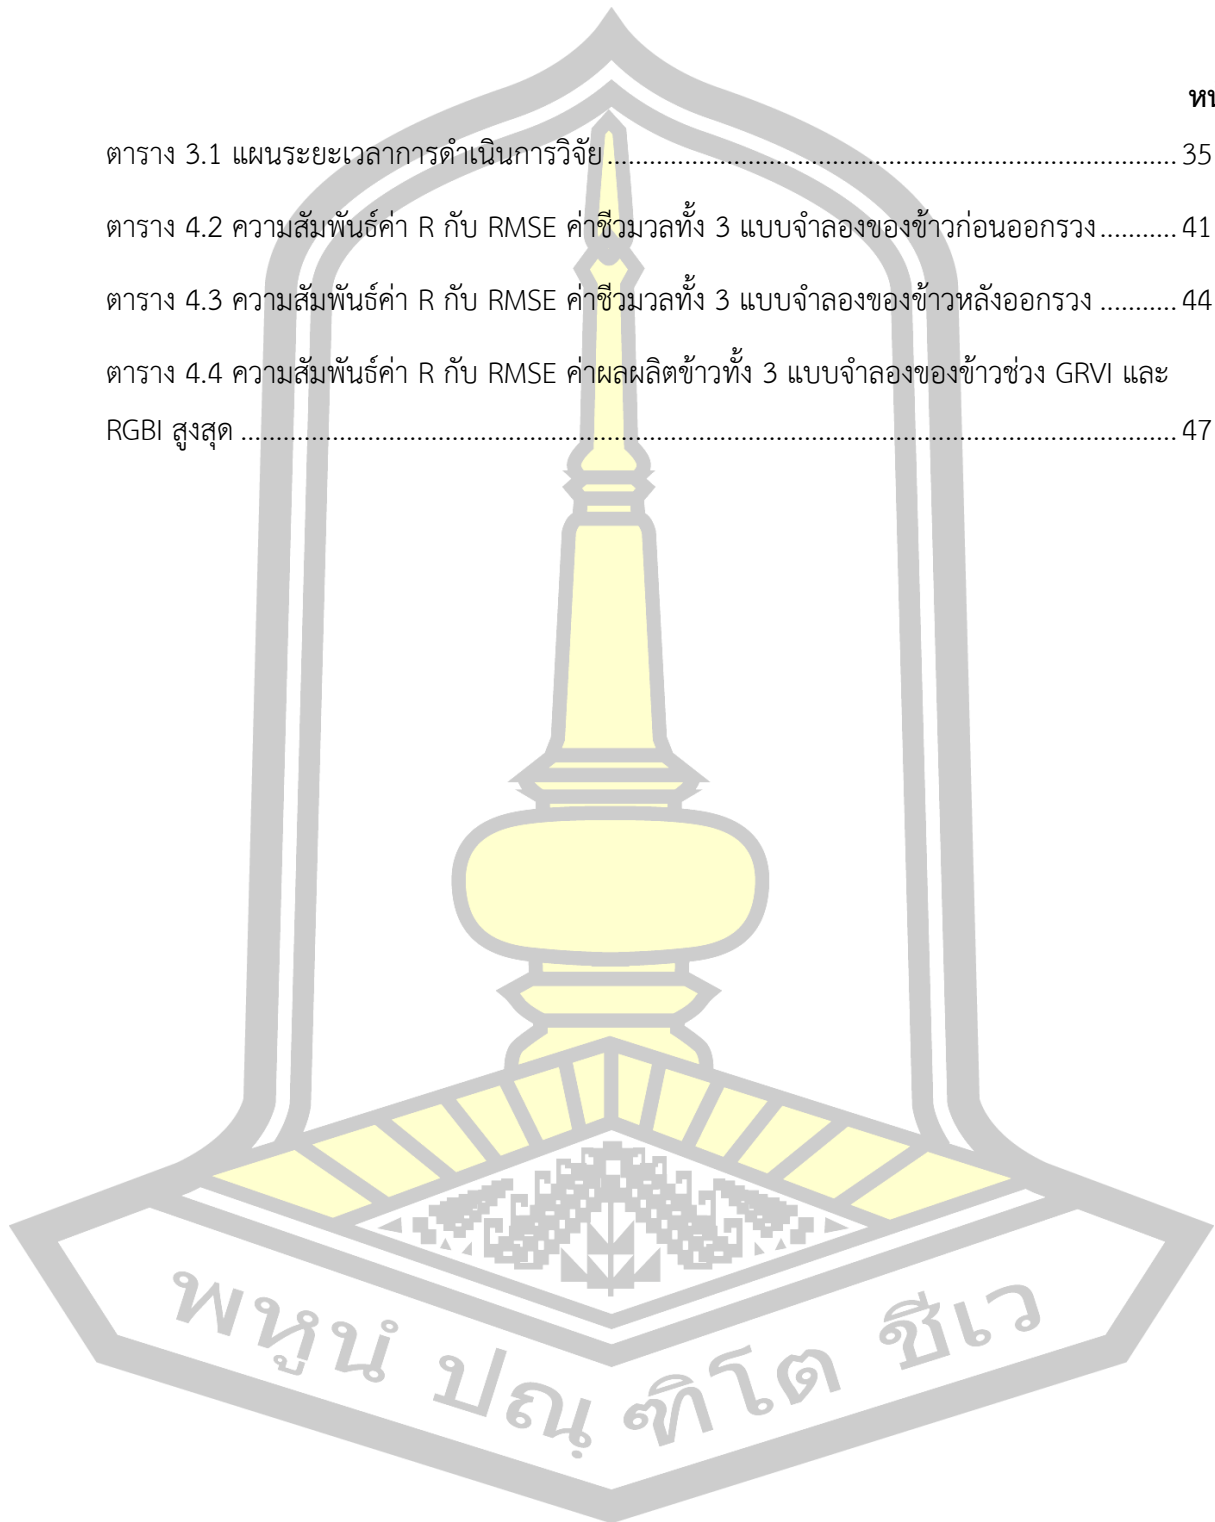 ตาราง 3.1 แผนระยะเวลาการดำเนินการวิจัย.......................................................................................... 35
ตาราง 4.2 ความสัมพันธ์ค่า R กับ RMSE ค่าชีวมวลทั้ง 3 แบบจำลองของข้าวก่อนออกรวง........... 41
ตาราง 4.3 ความสัมพันธ์ค่า R กับ RMSE ค่าชีวมวลทั้ง 3 แบบจำลองของข้าวหลังออกรวง ........... 44
ตาราง 4.4 ความสัมพันธ์ค่า R กับ RMSE ค่าผลผลิตข้าวทั้ง 3 แบบจำลองของข้าวช่วง GRVI และ
RGBI สูงสุด ................................................................................................................................................ 47
พหูนํ ปณฺฑิโต ชีเว